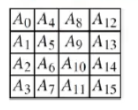 A₀ A₄ A₈ A₁₂
A₁ A₅ A₉ A₁₃
A₂ A₆ A₁₀ A₁₄
A₃ A₇ A₁₁ A₁₅